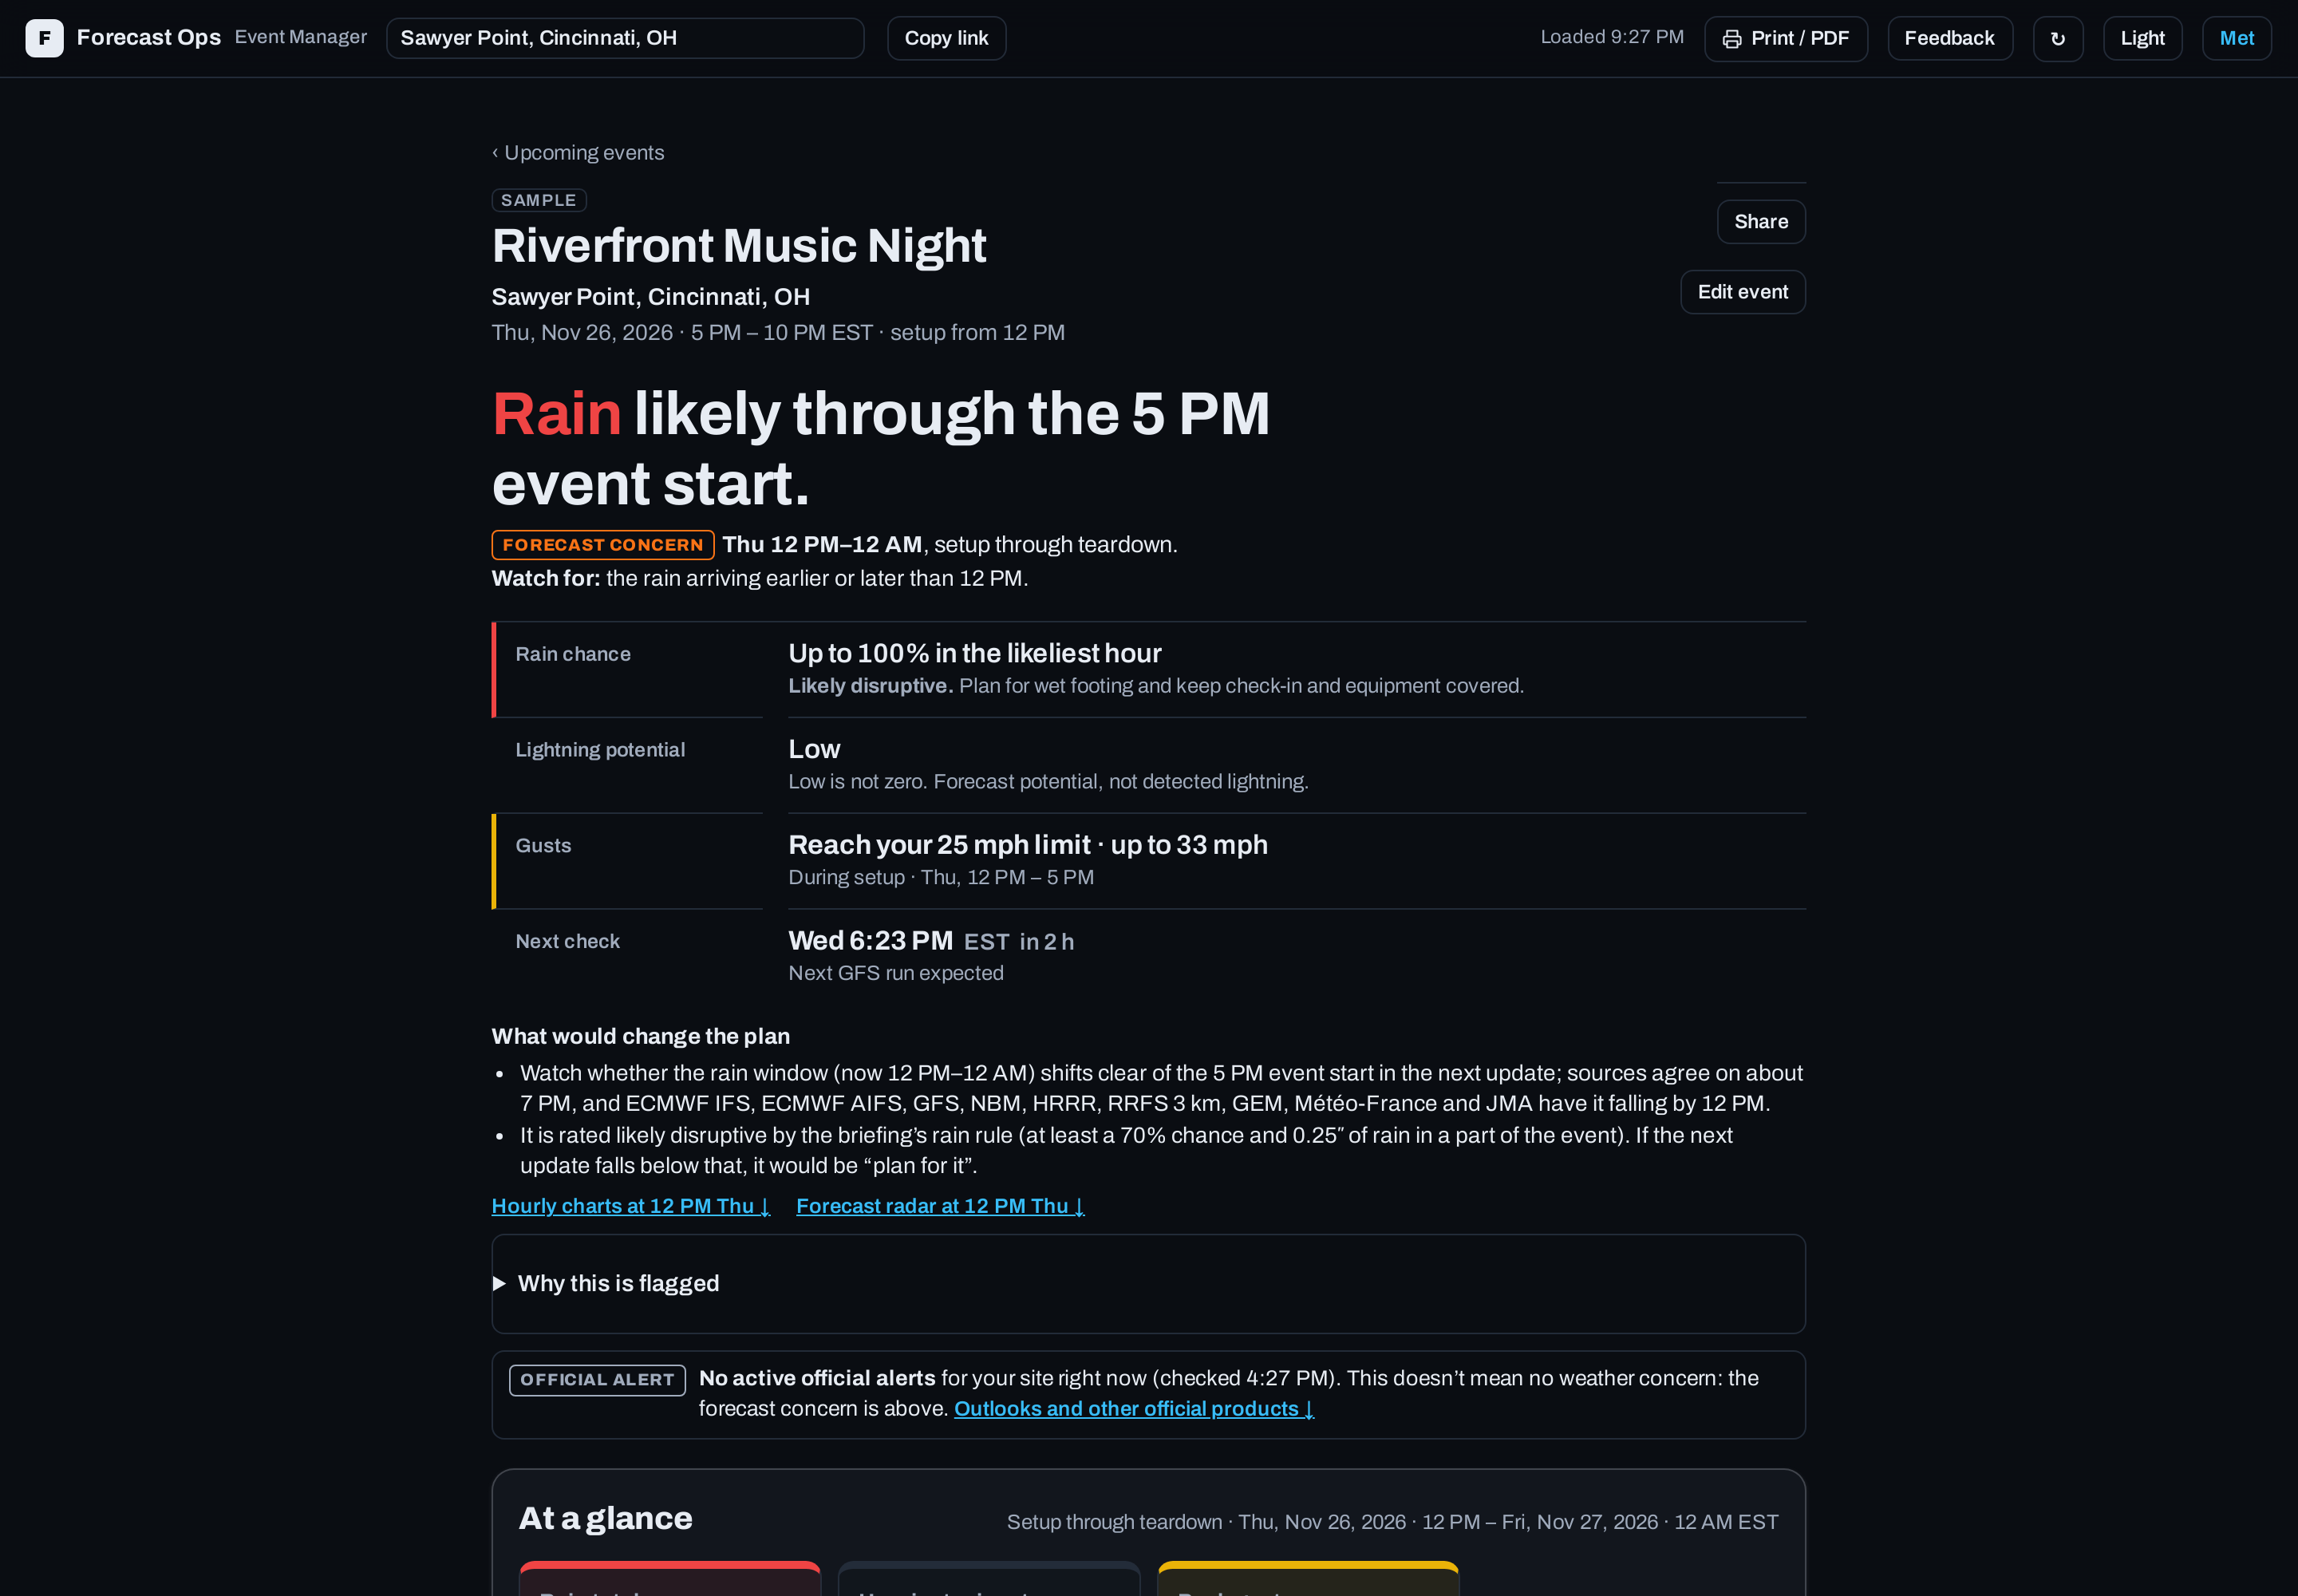 F Forecast Ops Event Manager Sawyer Point, Cincinnati, OH Copy link Loaded 9:27 PM Print / PDF Feedback ↻ Light Met
‹ Upcoming events
SAMPLE
Riverfront Music Night
Sawyer Point, Cincinnati, OH
Thu, Nov 26, 2026 · 5 PM – 10 PM EST · setup from 12 PM
Share
Edit event
Rain likely through the 5 PM
event start.
FORECAST CONCERN Thu 12 PM–12 AM, setup through teardown.
Watch for: the rain arriving earlier or later than 12 PM.
Rain chance
Up to 100% in the likeliest hour
Likely disruptive. Plan for wet footing and keep check-in and equipment covered.
Lightning potential
Low
Low is not zero. Forecast potential, not detected lightning.
Gusts
Reach your 25 mph limit · up to 33 mph
During setup · Thu, 12 PM – 5 PM
Next check
Wed 6:23 PM EST in 2 h
Next GFS run expected
What would change the plan
• Watch whether the rain window (now 12 PM–12 AM) shifts clear of the 5 PM event start in the next update; sources agree on about
7 PM, and ECMWF IFS, ECMWF AIFS, GFS, NBM, HRRR, RRFS 3 km, GEM, Météo-France and JMA have it falling by 12 PM.
• It is rated likely disruptive by the briefing’s rain rule (at least a 70% chance and 0.25″ of rain in a part of the event). If the next
update falls below that, it would be “plan for it”.
Hourly charts at 12 PM Thu ↓ Forecast radar at 12 PM Thu ↓
▶ Why this is flagged
OFFICIAL ALERT No active official alerts for your site right now (checked 4:27 PM). This doesn’t mean no weather concern: the
forecast concern is above. Outlooks and other official products ↓
At a glance
Setup through teardown · Thu, Nov 26, 2026 · 12 PM – Fri, Nov 27, 2026 · 12 AM EST